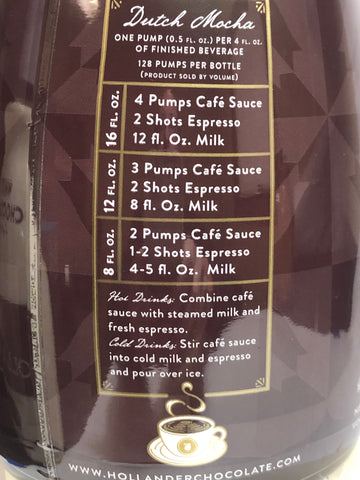 Dutch Mocha
ONE PUMP (0.5 FL. OZ.) PER 4 FL. OZ.
OF FINISHED BEVERAGE
128 PUMPS PER BOTTLE
(PRODUCT SOLD BY VOLUME)
16 FL. OZ.
4 Pumps Café Sauce
2 Shots Espresso
12 fl. Oz. Milk
12 FL. OZ.
3 Pumps Café Sauce
2 Shots Espresso
8 fl. Oz. Milk
8 FL. OZ.
2 Pumps Café Sauce
1-2 Shots Espresso
4-5 fl. Oz. Milk
Hot Drinks: Combine café
sauce with steamed milk and
fresh espresso.
Cold Drinks: Stir café sauce
into cold milk and espresso
and pour over ice.
WWW.HOLLANDERCHOCOLATE.COM